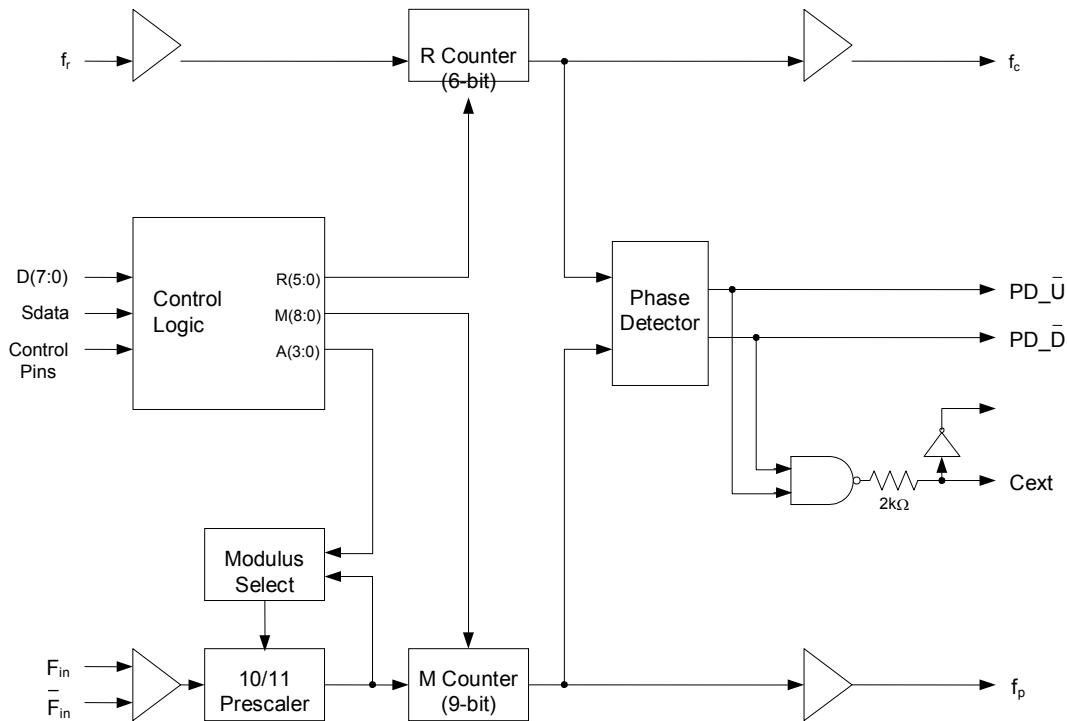 f_r
R Counter
(6-bit)
f_c
D(7:0)
Sdata
Control
Pins
Control
Logic
R(5:0)
M(8:0)
A(3:0)
Phase
Detector
PD_U̅
PD_D̅
2kΩ
Cext
Modulus
Select
F_in
F̅_in
10/11
Prescaler
M Counter
(9-bit)
f_p